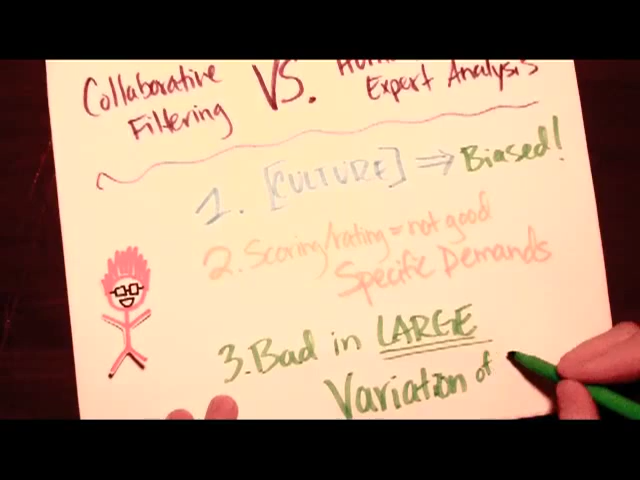 Collaborative
Filtering
VS.
Expert Analysis
1. [CULTURE] ⇒ Biased!
2. Scoring/rating = not good
Specific Demands
3. Bad in LARGE
Variation of